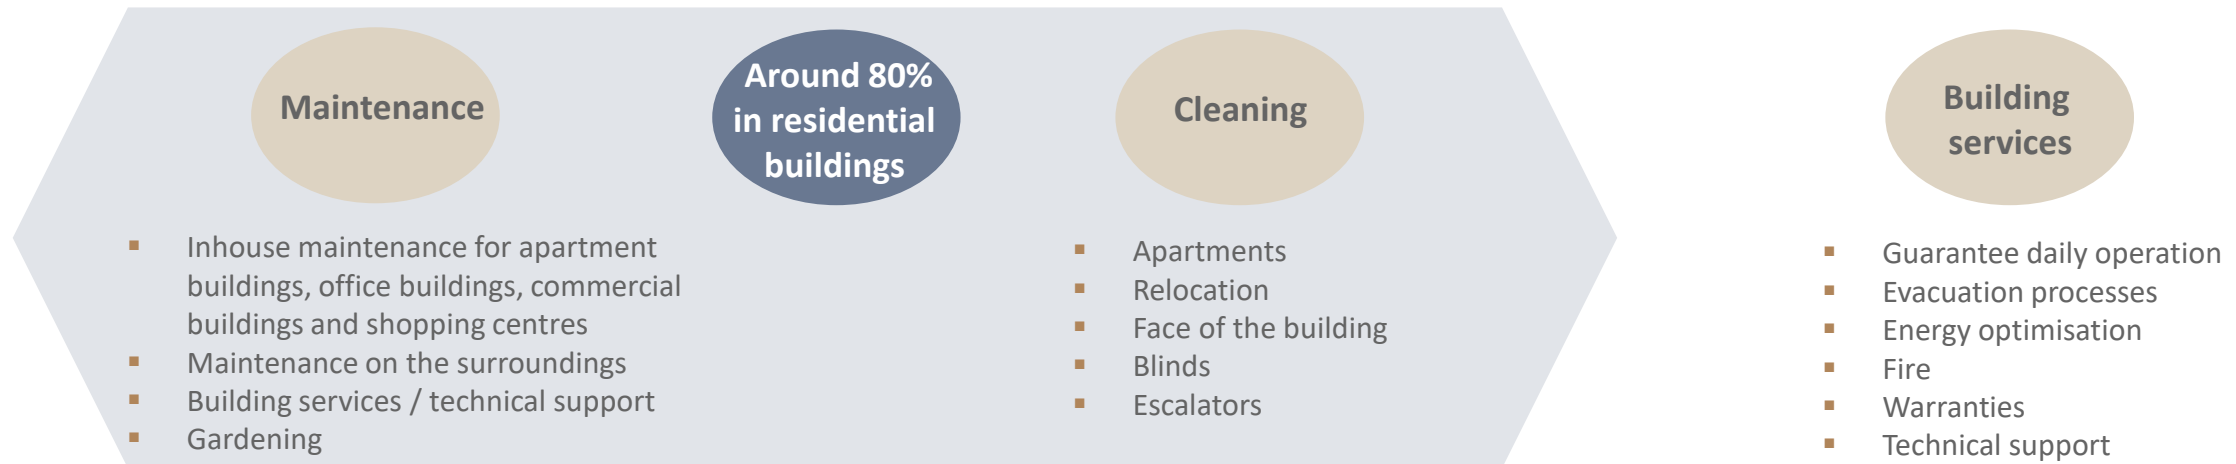 Maintenance
Around 80%
in residential
buildings
Cleaning
Building
services
▪ Inhouse maintenance for apartment
buildings, office buildings, commercial
buildings and shopping centres
▪ Maintenance on the surroundings
▪ Building services / technical support
▪ Gardening
▪ Apartments
▪ Relocation
▪ Face of the building
▪ Blinds
▪ Escalators
▪ Guarantee daily operation
▪ Evacuation processes
▪ Energy optimisation
▪ Fire
▪ Warranties
▪ Technical support